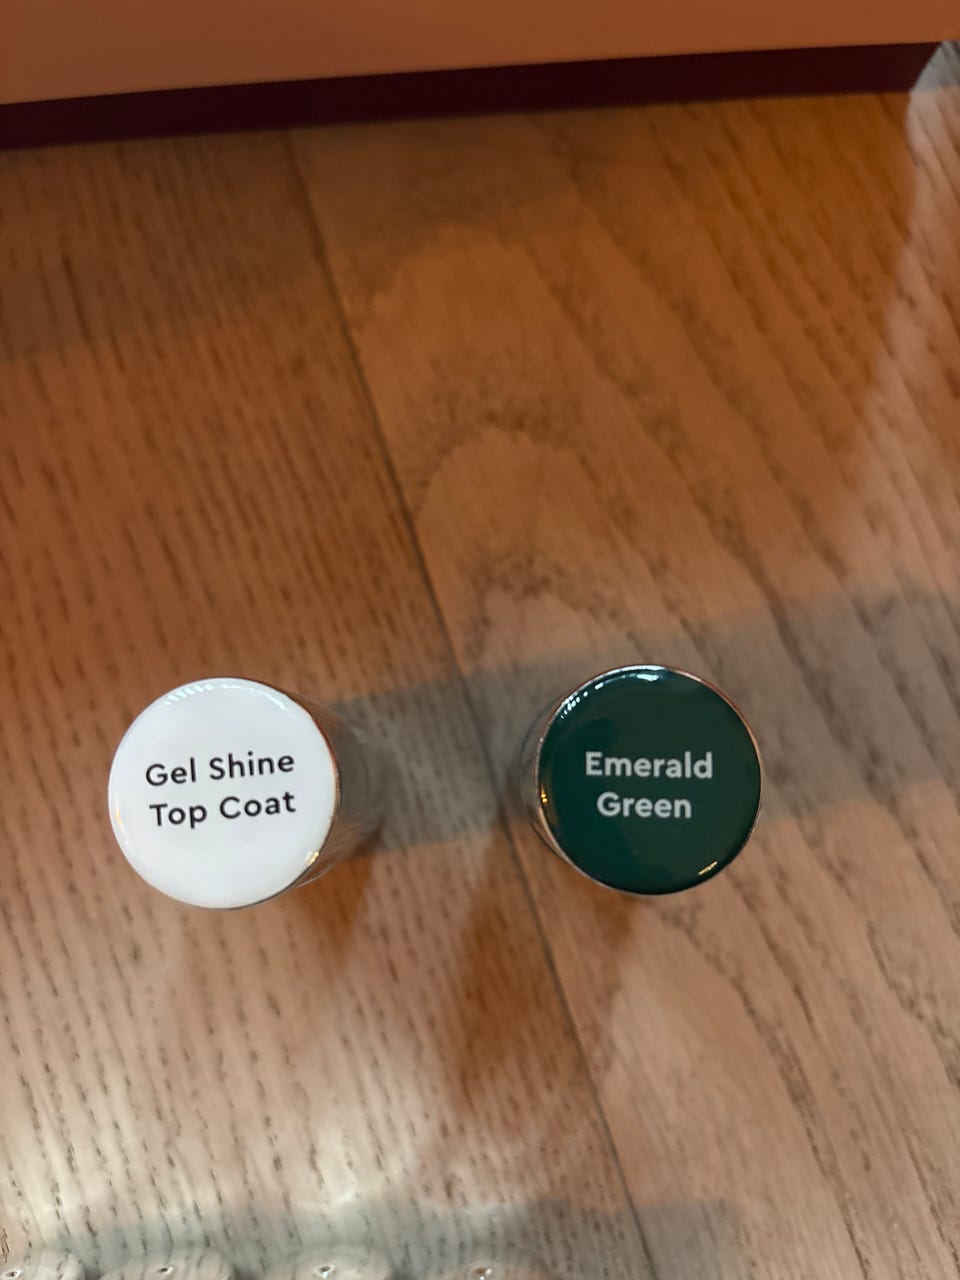 Gel Shine
Top Coat
Emerald
Green